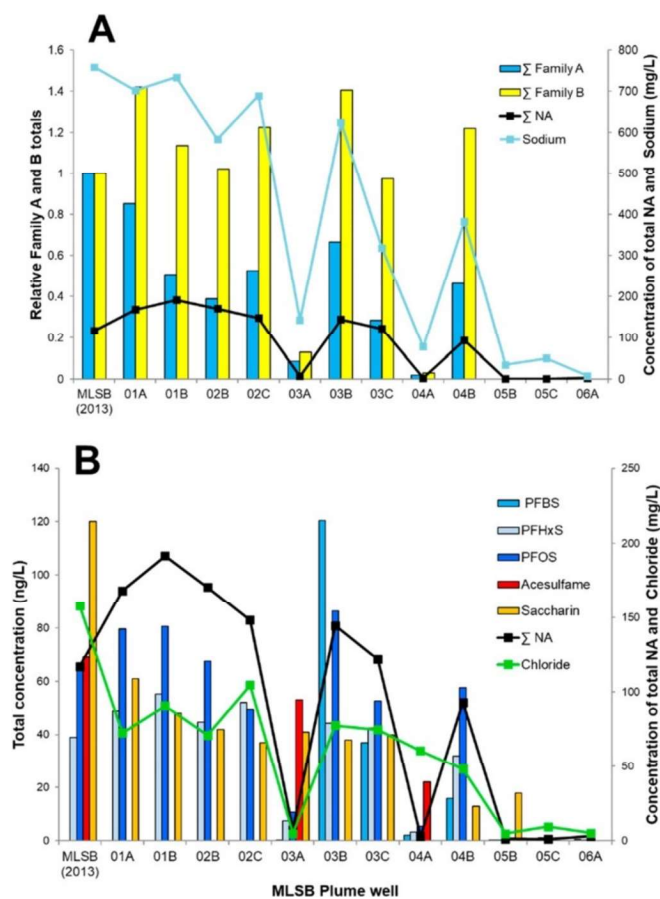 A
1.6
1.4
1.2
1
0.8
0.6
0.4
0.2
0
Relative Family A and B totals
800
700
600
500
400
300
200
100
0
Concentration of total NA and Sodium (mg/L)
∑ Family A
∑ Family B
∑ NA
Sodium
MLSB (2013) 01A 01B 02B 02C 03A 03B 03C 04A 04B 05B 05C 06A
B
140
120
100
80
60
40
20
0
Total concentration (ng/L)
250
200
150
100
50
0
Concentration of total NA and Chloride (mg/L)
PFBS
PFHxS
PFOS
Acesulfame
Saccharin
∑ NA
Chloride
MLSB (2013) 01A 01B 02B 02C 03A 03B 03C 04A 04B 05B 05C 06A
MLSB Plume well